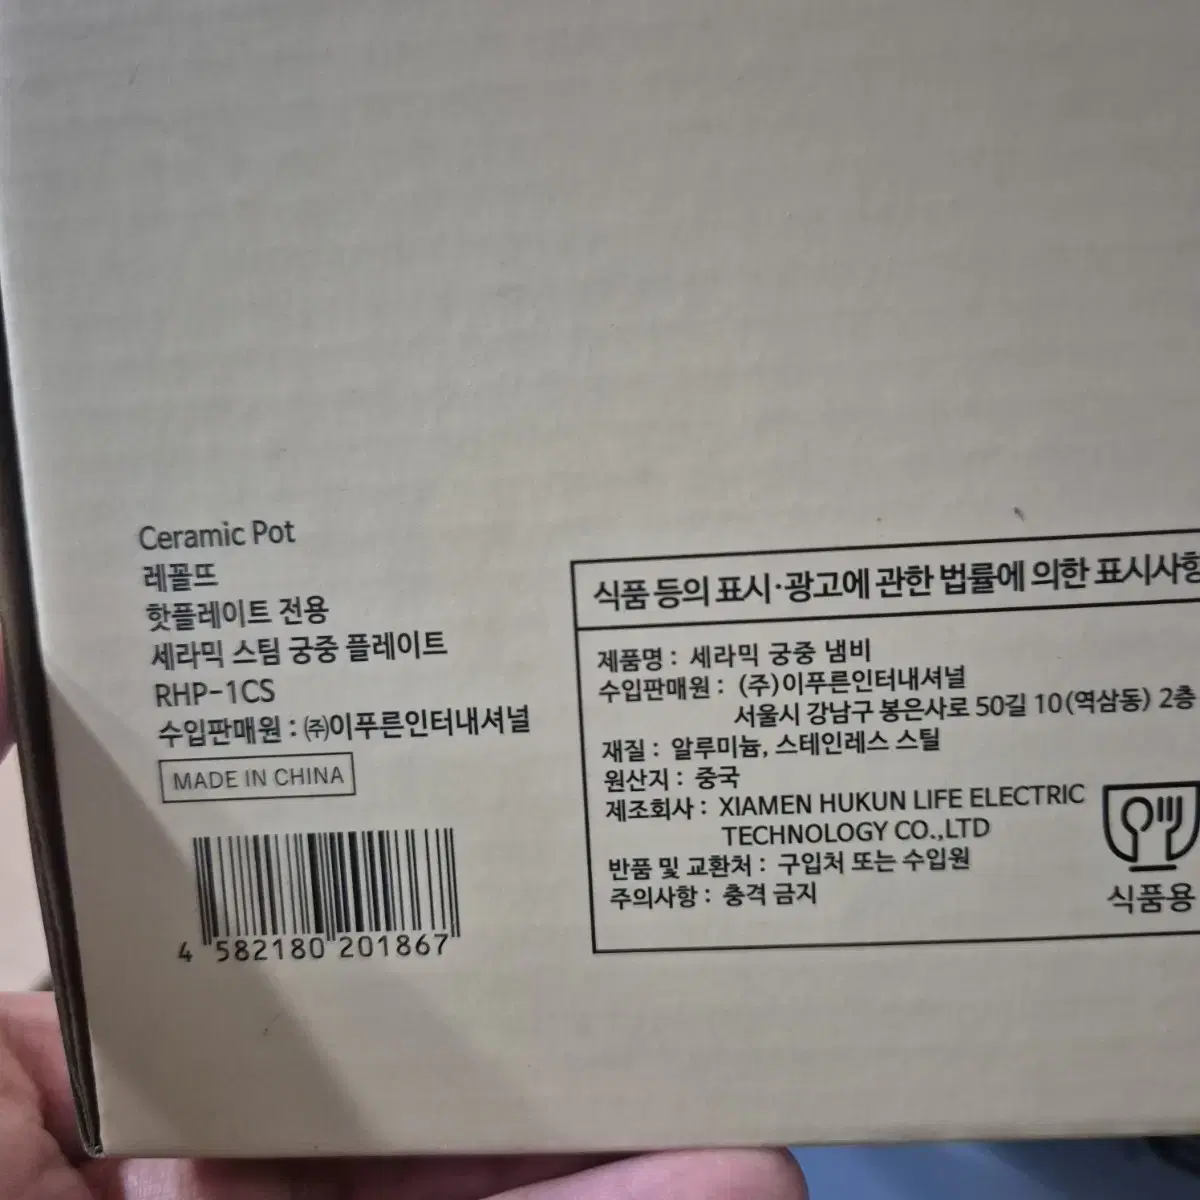 Ceramic Pot
레꼴뜨
핫플레이트 전용
세라믹 스팀 궁중 플레이트
RHP-1CS
수입판매원 : ㈜이푸른인터내셔널
MADE IN CHINA
4 582180 201867
식품 등의 표시·광고에 관한 법률에 의한 표시사항
제품명 : 세라믹 궁중 냄비
수입판매원 : (주)이푸른인터내셔널
서울시 강남구 봉은사로 50길 10(역삼동) 2층
재질 : 알루미늄, 스테인레스 스틸
원산지 : 중국
제조회사 : XIAMEN HUKUN LIFE ELECTRIC
TECHNOLOGY CO.,LTD
반품 및 교환처 : 구입처 또는 수입원
주의사항 : 충격 금지
식품용